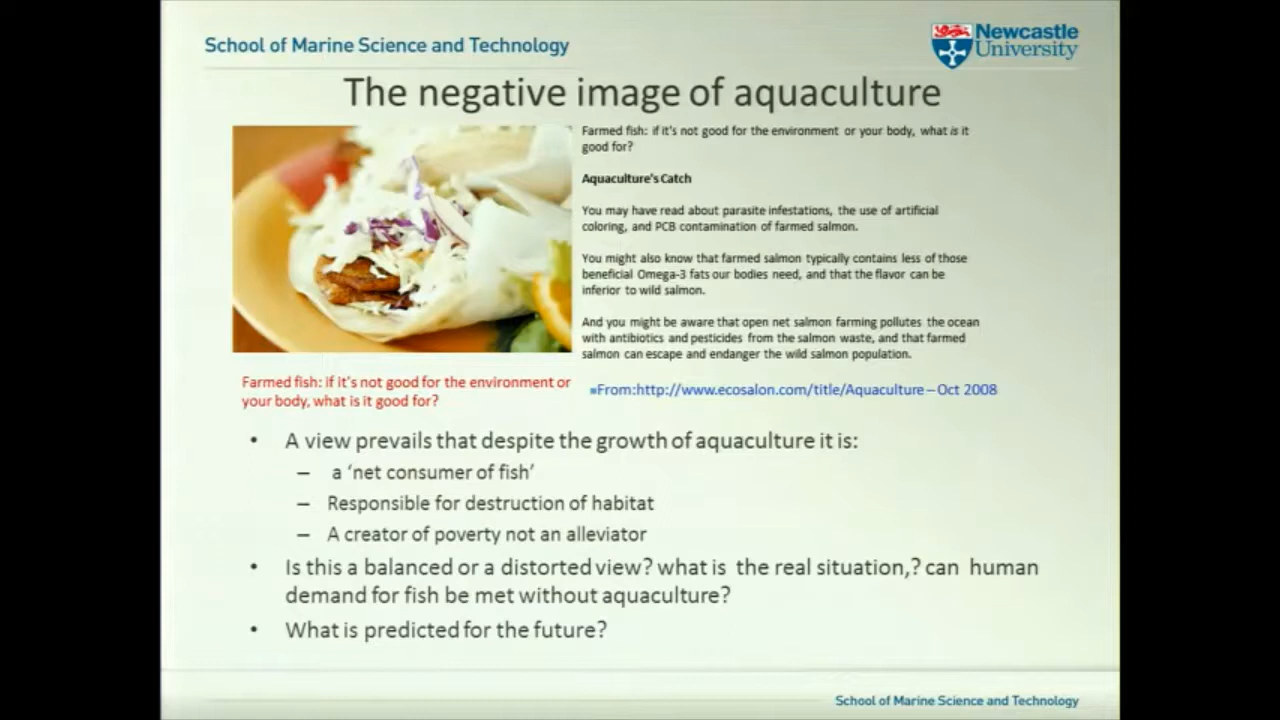 School of Marine Science and Technology
Newcastle
University
The negative image of aquaculture
Farmed fish: if it's not good for the environment or your body, what is it
good for?
Aquaculture's Catch
You may have read about parasite infestations, the use of artificial
coloring, and PCB contamination of farmed salmon.
You might also know that farmed salmon typically contains less of those
beneficial Omega-3 fats our bodies need, and that the flavor can be
inferior to wild salmon.
And you might be aware that open net salmon farming pollutes the ocean
with antibiotics and pesticides from the salmon waste, and that farmed
salmon can escape and endanger the wild salmon population.
Farmed fish: if it's not good for the environment or
your body, what is it good for?
From:http://www.ecosalon.com/title/Aquaculture – Oct 2008
• A view prevails that despite the growth of aquaculture it is:
– a 'net consumer of fish'
– Responsible for destruction of habitat
– A creator of poverty not an alleviator
• Is this a balanced or a distorted view? what is the real situation,? can human
demand for fish be met without aquaculture?
• What is predicted for the future?
School of Marine Science and Technology